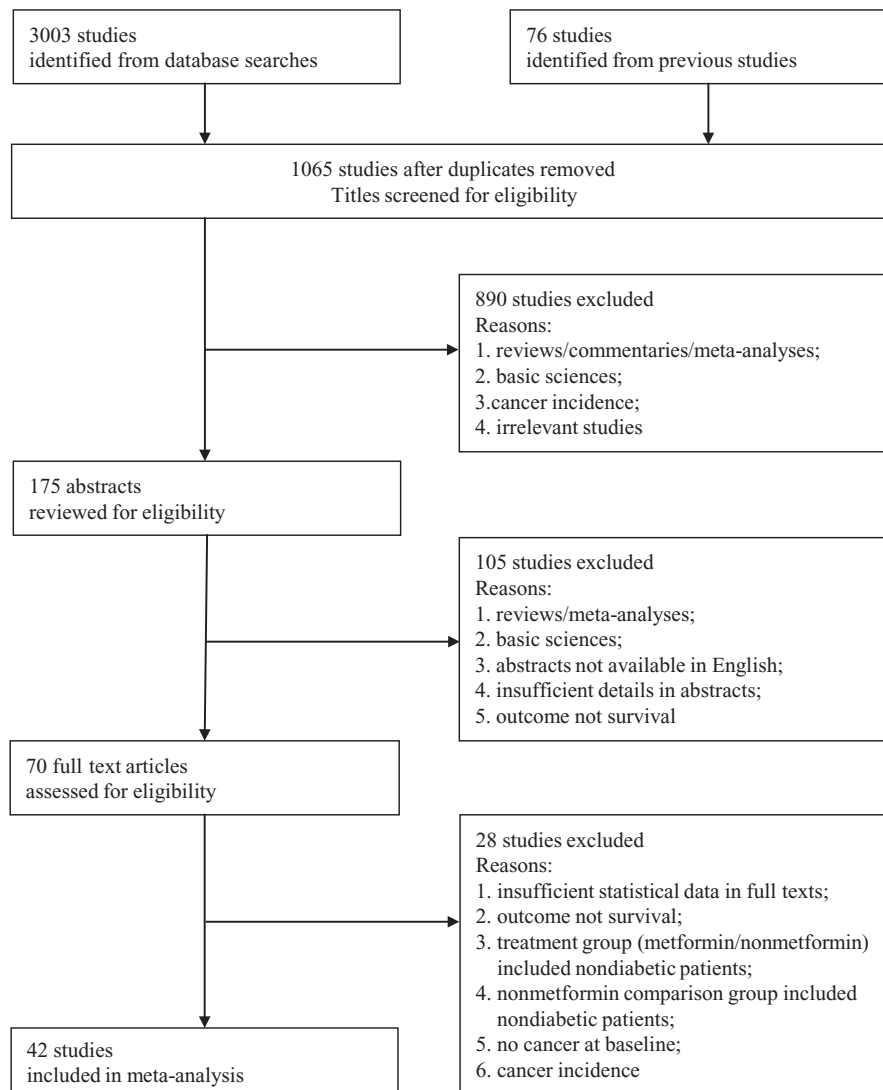 3003 studies
identified from database searches
76 studies
identified from previous studies
1065 studies after duplicates removed
Titles screened for eligibility
890 studies excluded
Reasons:
1. reviews/commentaries/meta-analyses;
2. basic sciences;
3.cancer incidence;
4. irrelevant studies
175 abstracts
reviewed for eligibility
105 studies excluded
Reasons:
1. reviews/meta-analyses;
2. basic sciences;
3. abstracts not available in English;
4. insufficient details in abstracts;
5. outcome not survival
70 full text articles
assessed for eligibility
28 studies excluded
Reasons:
1. insufficient statistical data in full texts;
2. outcome not survival;
3. treatment group (metformin/nonmetformin)
included nondiabetic patients;
4. nonmetformin comparison group included
nondiabetic patients;
5. no cancer at baseline;
6. cancer incidence
42 studies
included in meta-analysis